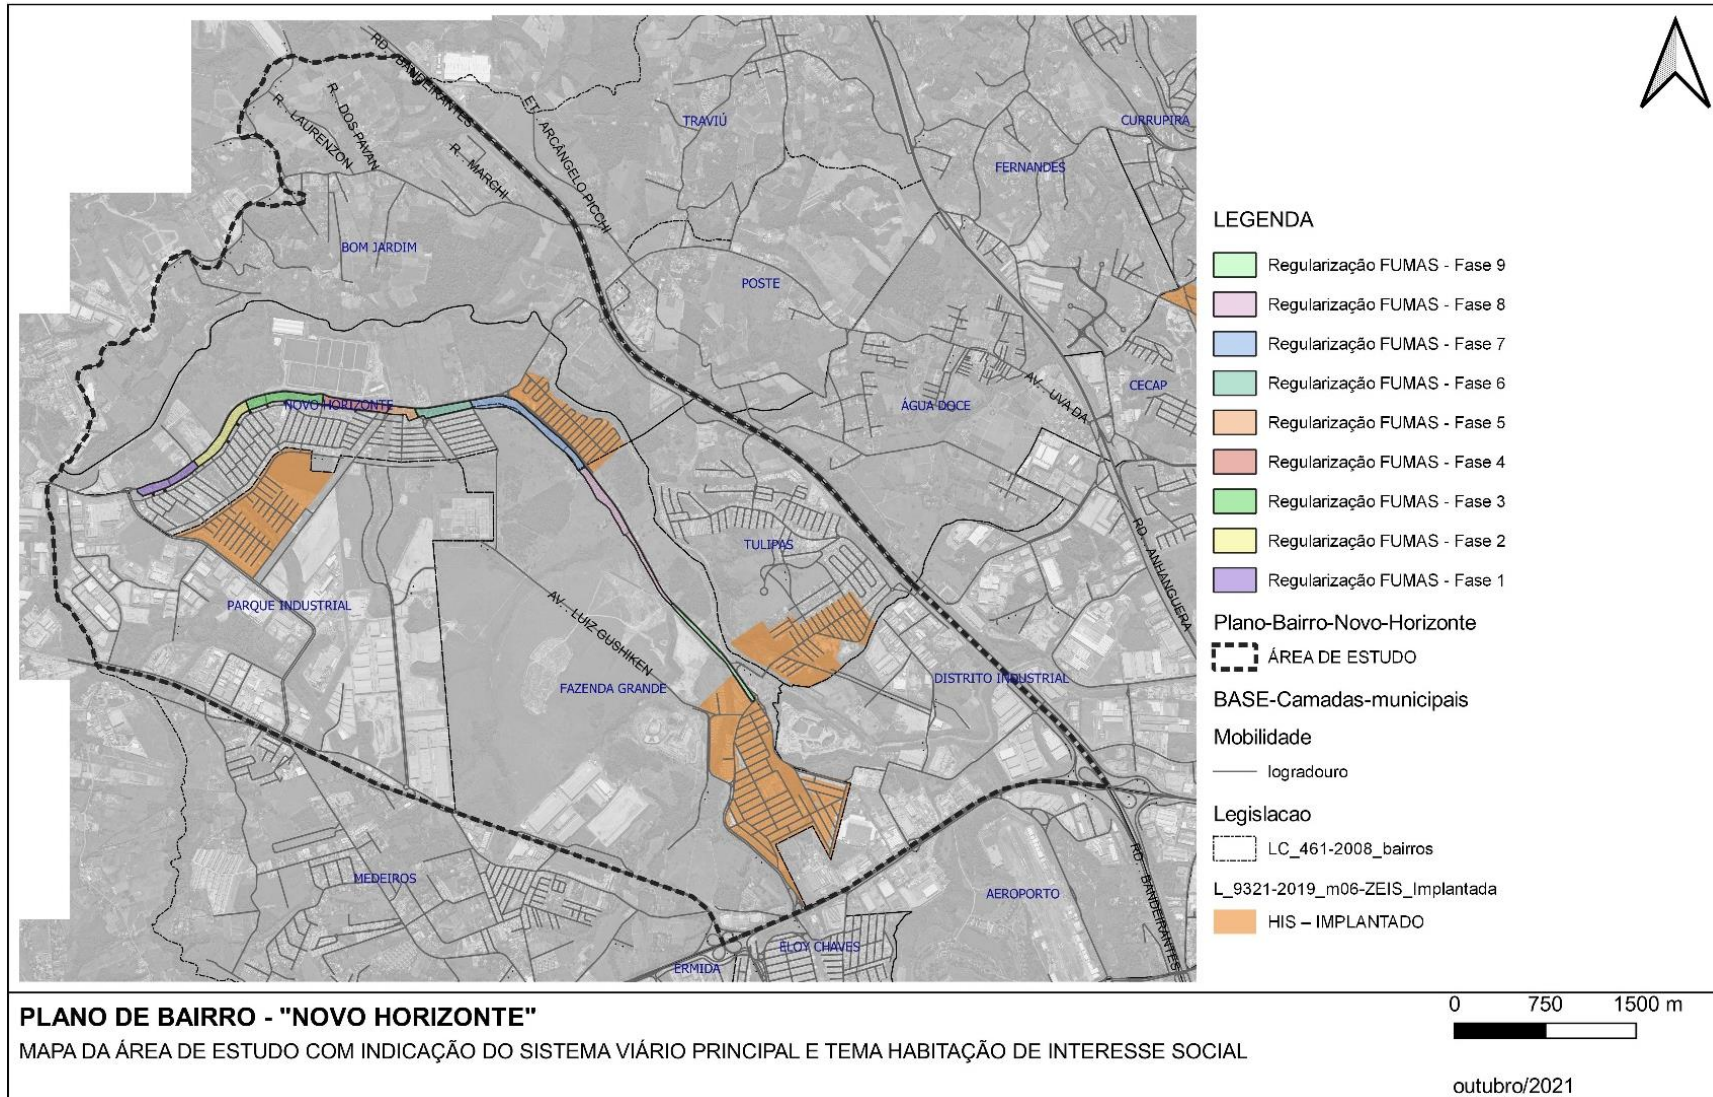 RD. BANDEIRANTES
R. DOS PAVAN
R. LAURENZON
ET. ARCÂNGELO PICCHI
R. MARCHI
TRAVIÚ
CURRUPIRA
FERNANDES
BOM JARDIM
POSTE
NOVO HORIZONTE
ÁGUA DOCE
AV. UVA DA
CECAP
TULIPAS
RD. ANHANGUERA
PARQUE INDUSTRIAL
AV. LUIZ GUSHIKEN
FAZENDA GRANDE
DISTRITO INDUSTRIAL
MEDEIROS
AEROPORTO
RD. BANDEIRANTES
ELOY CHAVES
ERMIDA
LEGENDA
Regularização FUMAS - Fase 9
Regularização FUMAS - Fase 8
Regularização FUMAS - Fase 7
Regularização FUMAS - Fase 6
Regularização FUMAS - Fase 5
Regularização FUMAS - Fase 4
Regularização FUMAS - Fase 3
Regularização FUMAS - Fase 2
Regularização FUMAS - Fase 1
Plano-Bairro-Novo-Horizonte
ÁREA DE ESTUDO
BASE-Camadas-municipais
Mobilidade
logradouro
Legislacao
LC_461-2008_bairros
L_9321-2019_m06-ZEIS_Implantada
HIS – IMPLANTADO
PLANO DE BAIRRO - "NOVO HORIZONTE"
MAPA DA ÁREA DE ESTUDO COM INDICAÇÃO DO SISTEMA VIÁRIO PRINCIPAL E TEMA HABITAÇÃO DE INTERESSE SOCIAL
0 750 1500 m
outubro/2021